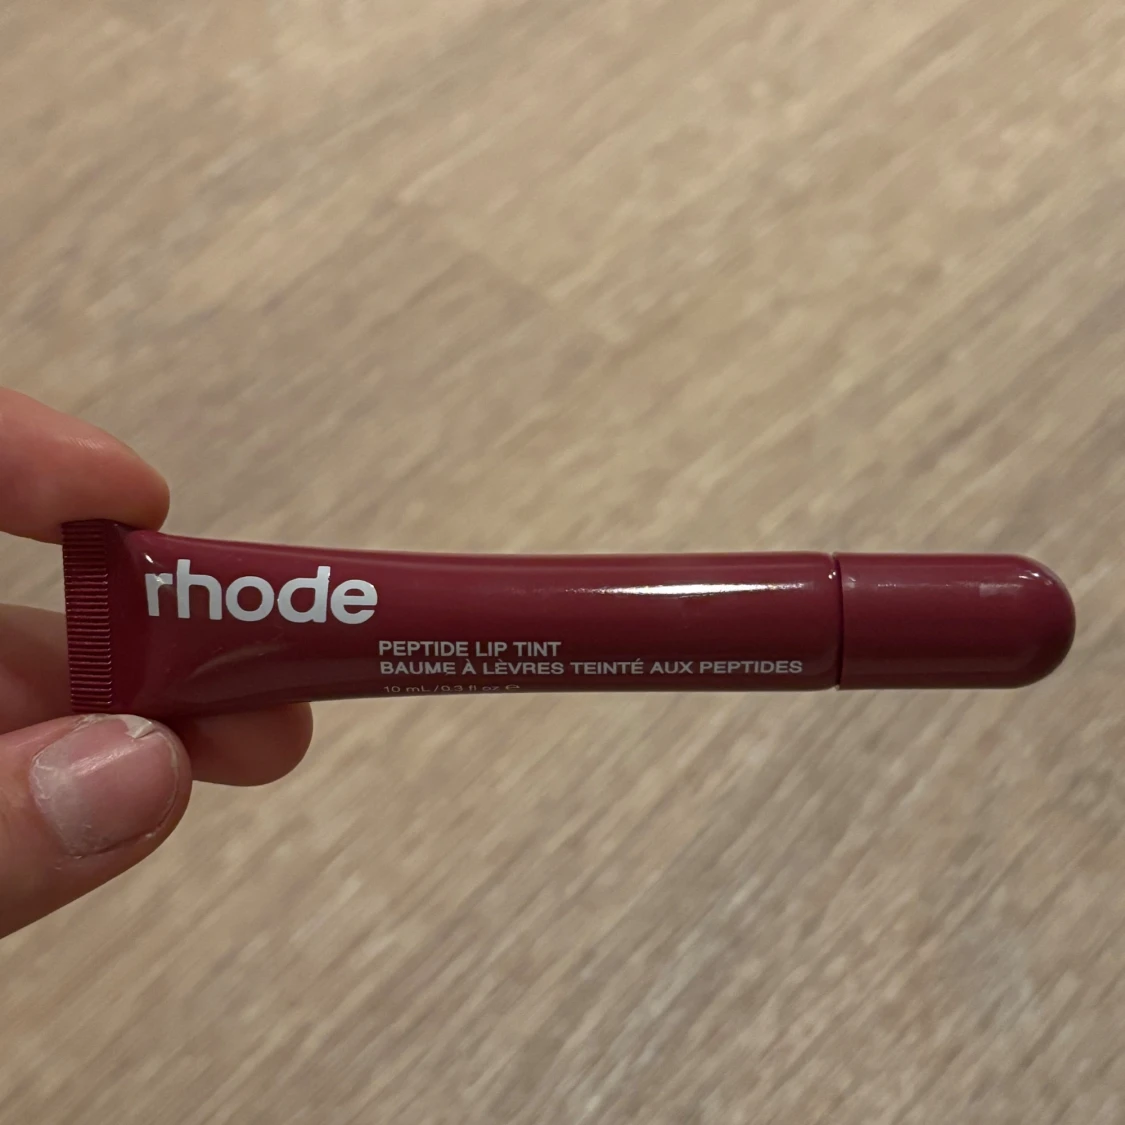 rhode
PEPTIDE LIP TINT
BAUME À LÈVRES TEINTÉ AUX PEPTIDES
10 mL / 0.3 fl oz ℮